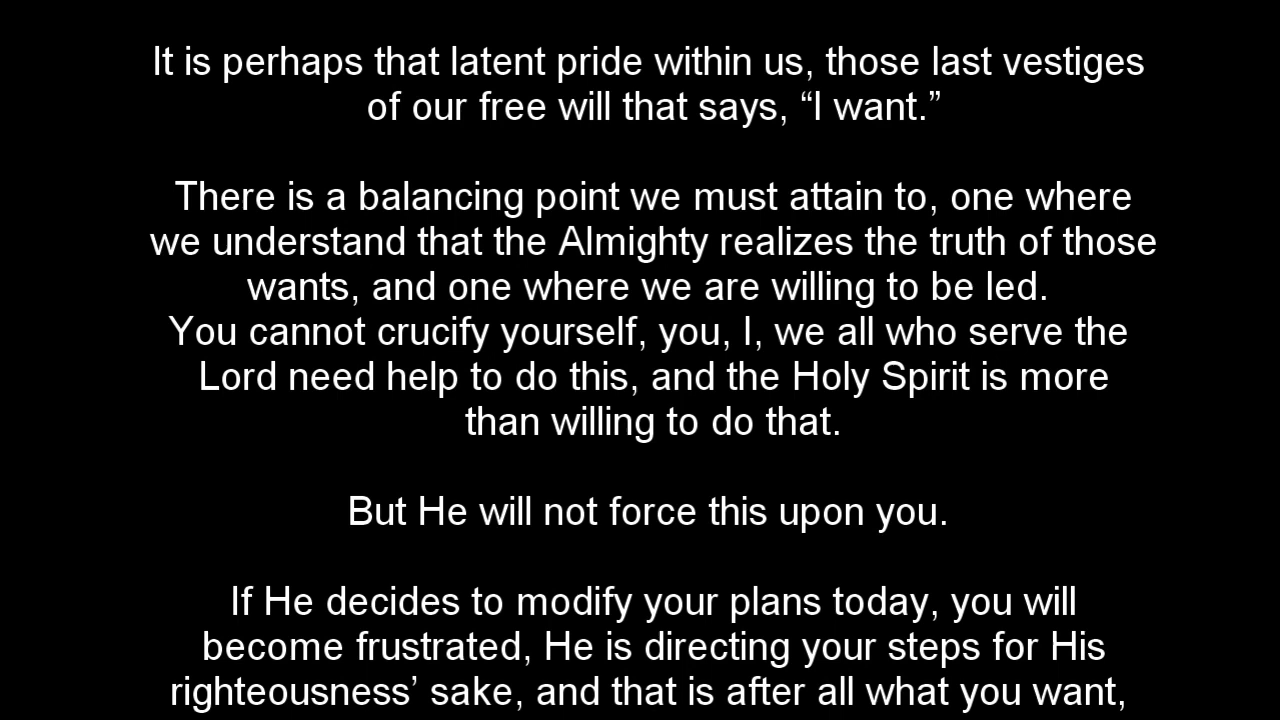 It is perhaps that latent pride within us, those last vestiges
of our free will that says, “I want.”
There is a balancing point we must attain to, one where
we understand that the Almighty realizes the truth of those
wants, and one where we are willing to be led.
You cannot crucify yourself, you, I, we all who serve the
Lord need help to do this, and the Holy Spirit is more
than willing to do that.
But He will not force this upon you.
If He decides to modify your plans today, you will
become frustrated, He is directing your steps for His
righteousness’ sake, and that is after all what you want,